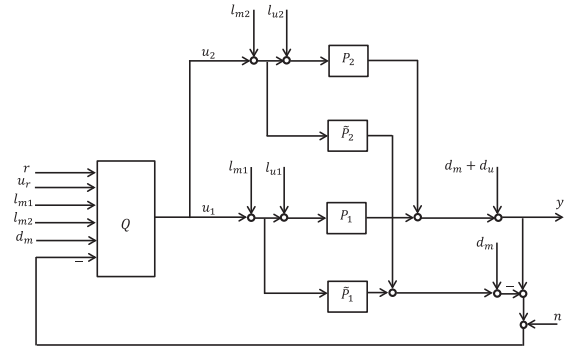 l_{m2} l_{u2}
u_2 P_2
\bar{P}_2
r l_{m1} l_{u1} d_m + d_u
u_r
l_{m1} Q u_1 P_1 y
l_{m2}
d_m d_m
− \bar{P}_1 −
n